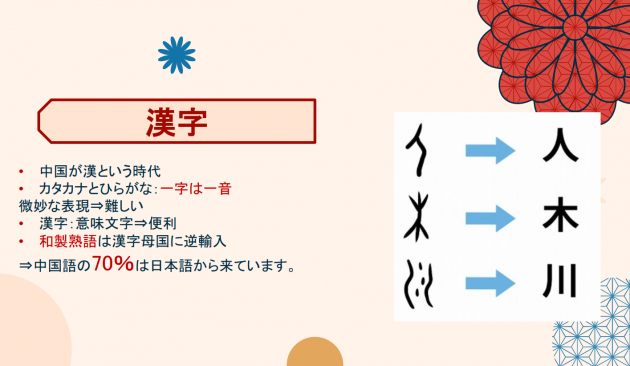 漢字
• 中国が漢という時代
• カタカナとひらがな：一字は一音
微妙な表現⇒難しい
• 漢字：意味文字⇒便利
• 和製熟語は漢字母国に逆輸入
⇒中国語の70%は日本語から来ています。
人
木
川